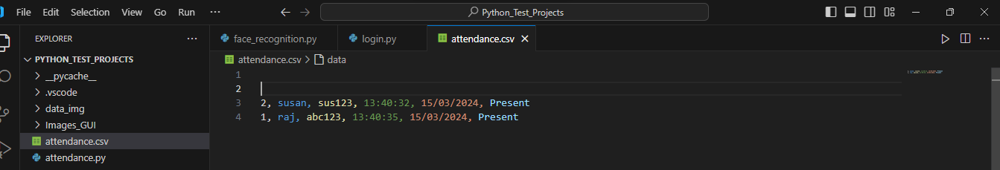 File Edit Selection View Go Run ··· Python_Test_Projects
EXPLORER ··· face_recognition.py login.py attendance.csv
PYTHON_TEST_PROJECTS attendance.csv > data
__pycache__
.vscode
data_img
Images_GUI
attendance.csv
attendance.py
1
2
3 2, susan, sus123, 13:40:32, 15/03/2024, Present
4 1, raj, abc123, 13:40:35, 15/03/2024, Present